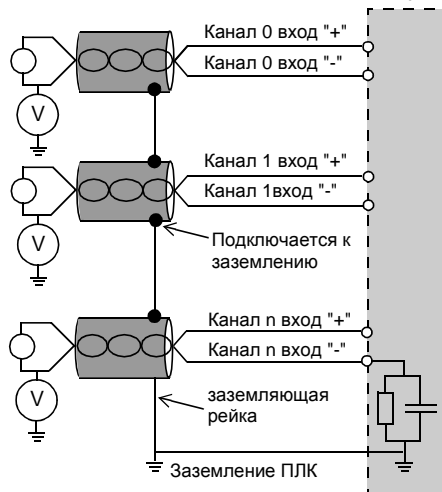 Канал 0 вход "+"
Канал 0 вход "-"
V
Канал 1 вход "+"
Канал 1вход "-"
V
Подключается к
заземлению
Канал n вход "+"
Канал n вход "-"
V
заземляющая
рейка
Заземление ПЛК